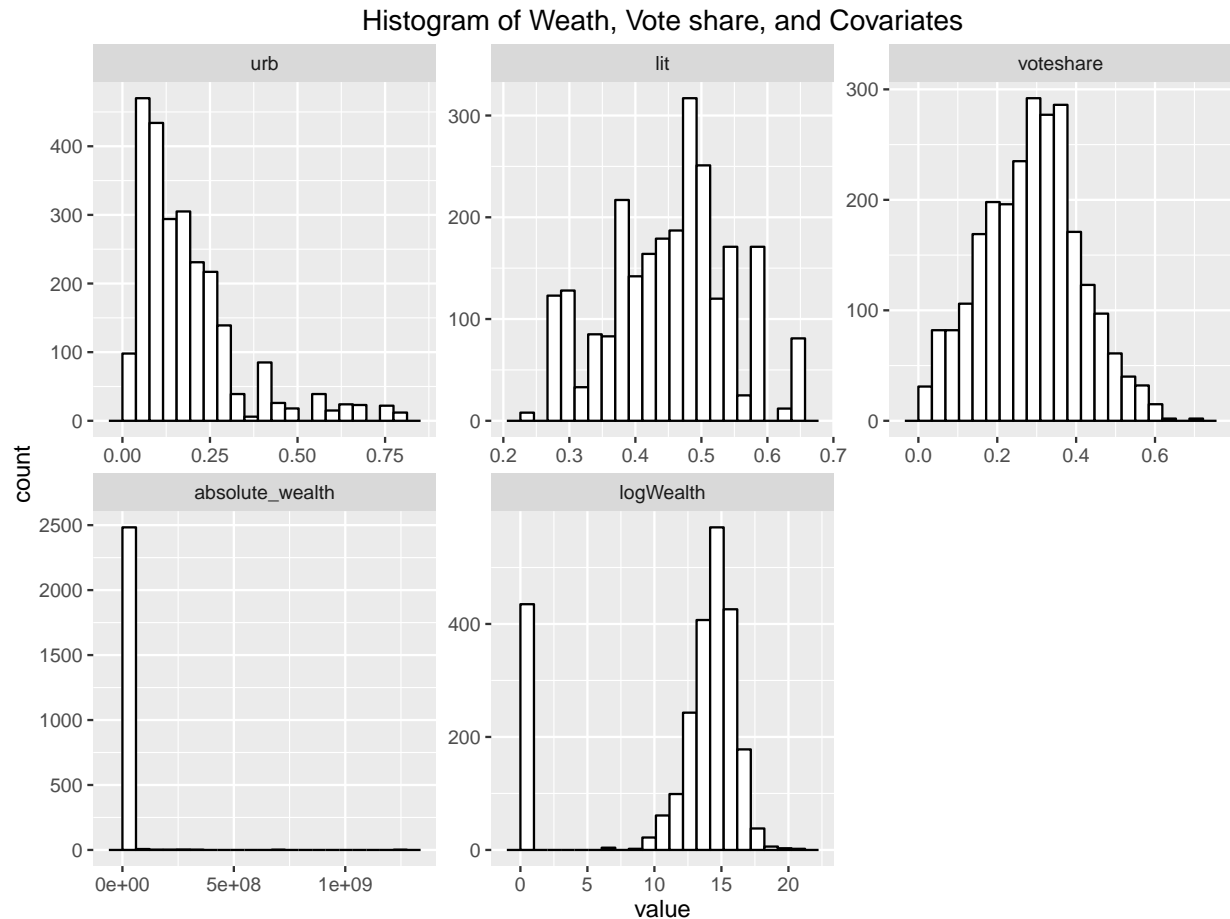 Histogram of Weath, Vote share, and Covariates
urb
lit
voteshare
400
300
200
100
0
300
200
100
0
300
200
100
0
0.00 0.25 0.50 0.75
0.2 0.3 0.4 0.5 0.6 0.7
0.0 0.2 0.4 0.6
count
absolute_wealth
logWealth
2500
2000
1500
1000
500
0
400
200
0
0e+00 5e+08 1e+09
0 5 10 15 20
value